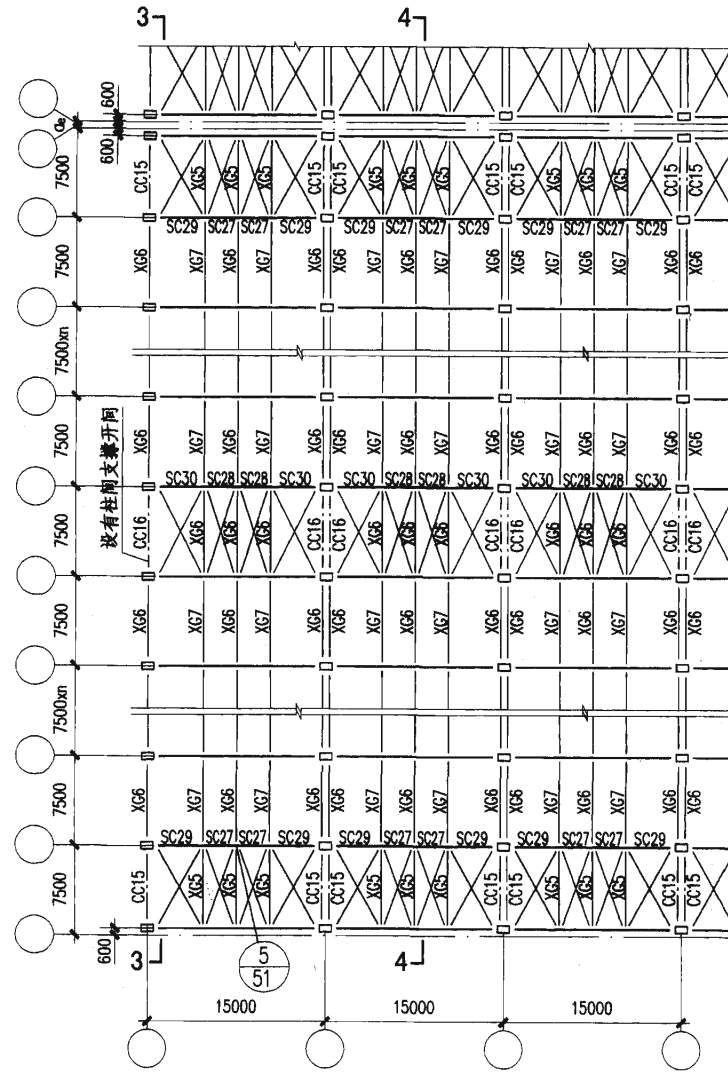 3 4
600
de
600
7500
CC15 XG5 XG5 XG5 CC15 CC15 XG5 XG5 XG5 CC15 CC15 XG5 XG5 XG5 CC15 CC15
SC29 SC27 SC27 SC29 SC29 SC27 SC27 SC29 SC29 SC27 SC27 SC29
7500
XG6 XG7 XG6 XG7 XG6 XG6 XG7 XG6 XG7 XG6 XG6 XG7 XG6 XG7 XG6 XG6
7500xn
7500
XG6 XG7 XG6 XG7 XG6 XG6 XG7 XG6 XG7 XG6 XG6 XG7 XG6 XG7 XG6 XG6
设有柱间支撑开间
SC30 SC28 SC28 SC30 SC30 SC28 SC28 SC30 SC30 SC28 SC28 SC30
7500
CC16 XG6 XG6 XG6 CC16 CC16 XG6 XG6 XG6 CC16 CC16 XG6 XG6 XG6 CC16 CC16
7500
XG6 XG7 XG6 XG7 XG6 XG6 XG7 XG6 XG7 XG6 XG6 XG7 XG6 XG7 XG6 XG6
7500xn
7500
XG6 XG7 XG6 XG7 XG6 XG6 XG7 XG6 XG7 XG6 XG6 XG7 XG6 XG7 XG6 XG6
SC29 SC27 SC27 SC29 SC29 SC27 SC27 SC29 SC29 SC27 SC27 SC29
7500
CC15 XG5 XG5 XG5 CC15 CC15 XG5 XG5 XG5 CC15 CC15 XG5 XG5 XG5 CC15 CC15
600
3 4
5
51
15000 15000 15000